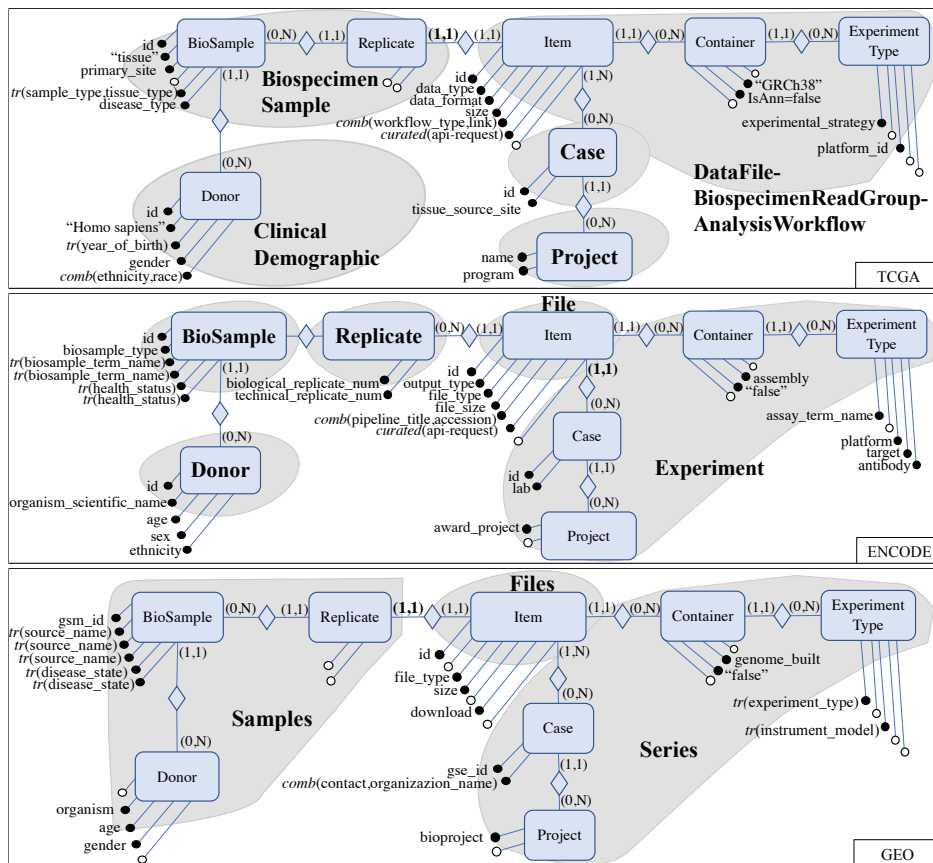 BioSample
(0,N)
(1,1)
Replicate
(1,1)
(1,1)
Item
(1,1)
(0,N)
Container
(1,1)
(0,N)
Experiment
Type
id
"tissue"
primary_site
tr(sample_type,tissue_type)
disease_type
(1,1)
Biospecimen
Sample
id
data_type
data_format
size
comb(workflow_type,link)
curated(api-request)
(1,N)
(0,N)
"GRCh38"
IsAnn=false
experimental_strategy
platform_id
Case
id
tissue_source_site
(1,1)
(0,N)
Project
name
program
DataFile-
BiospecimenReadGroup-
AnalysisWorkflow
(0,N)
Donor
id
"Homo sapiens"
tr(year_of_birth)
gender
comb(ethnicity,race)
Clinical
Demographic
TCGA
File
BioSample
Replicate
(0,N)
(1,1)
Item
(1,1)
(0,N)
Container
(1,1)
(0,N)
Experiment
Type
id
biosample_type
tr(biosample_term_name)
tr(biosample_term_name)
tr(health_status)
tr(health_status)
(1,1)
biological_replicate_num
technical_replicate_num
id
output_type
file_type
file_size
comb(pipeline_title,accession)
curated(api-request)
(1,1)
(0,N)
assembly
"false"
assay_term_name
platform
target
antibody
Case
id
lab
(1,1)
(0,N)
award_project
Project
Experiment
(0,N)
Donor
id
organism_scientific_name
age
sex
ethnicity
ENCODE
Files
BioSample
(0,N)
(1,1)
Replicate
(1,1)
(1,1)
Item
(1,1)
(0,N)
Container
(1,1)
(0,N)
Experiment
Type
gsm_id
tr(source_name)
tr(source_name)
tr(source_name)
tr(disease_state)
tr(disease_state)
(1,1)
id
file_type
size
download
(1,N)
(0,N)
genome_built
"false"
tr(experiment_type)
tr(instrument_model)
Samples
Case
gse_id
comb(contact,organizazion_name)
(1,1)
(0,N)
bioproject
Project
Series
(0,N)
Donor
organism
age
gender
GEO